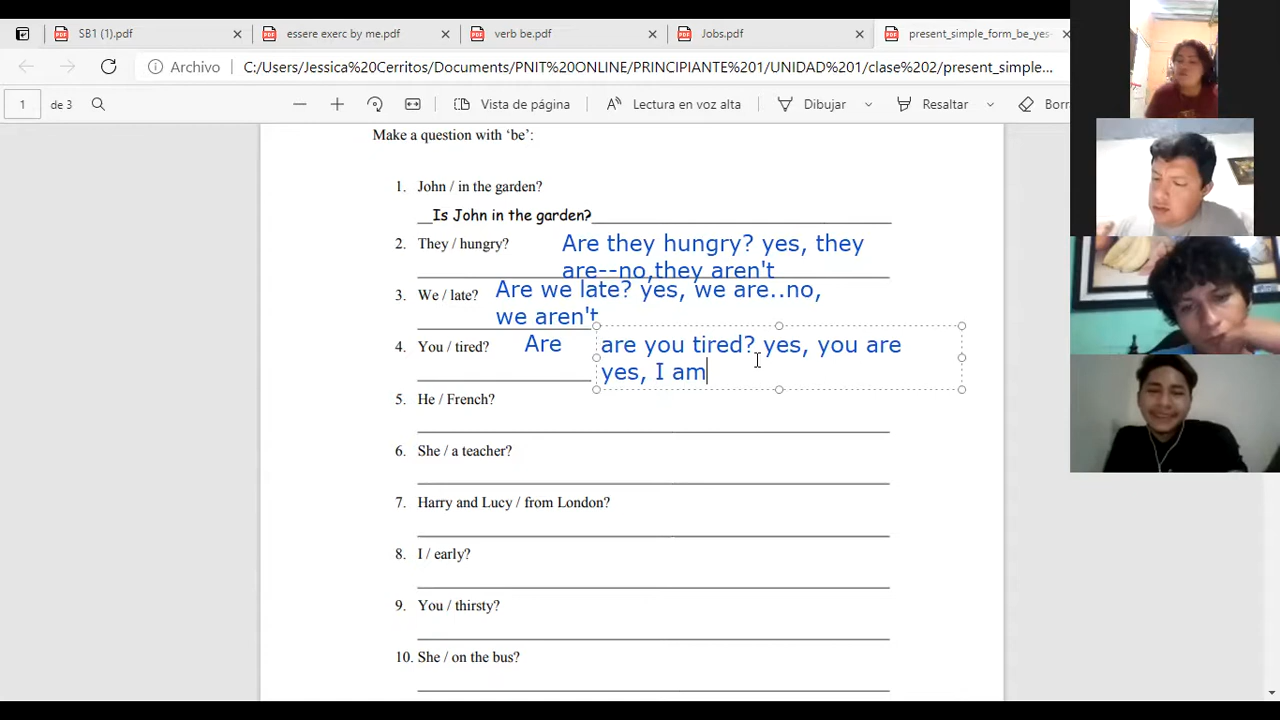 SB1 (1).pdf
essere exerc by me.pdf
verb be.pdf
Jobs.pdf
present_simple_form_be_yes-
Archivo
C:/Users/Jessica%20Cerritos/Documents/PNIT%20ONLINE/PRINCIPIANTE%201/UNIDAD%201/clase%202/present_simple...
1 de 3
Vista de página
Lectura en voz alta
Dibujar
Resaltar
Borr
Make a question with ‘be’:
1. John / in the garden?
__Is John in the garden?
2. They / hungry?
Are they hungry? yes, they
are--no,they aren't
3. We / late?
Are we late? yes, we are..no,
we aren't
4. You / tired?
Are
are you tired? yes, you are
yes, I am
5. He / French?
6. She / a teacher?
7. Harry and Lucy / from London?
8. I / early?
9. You / thirsty?
10. She / on the bus?